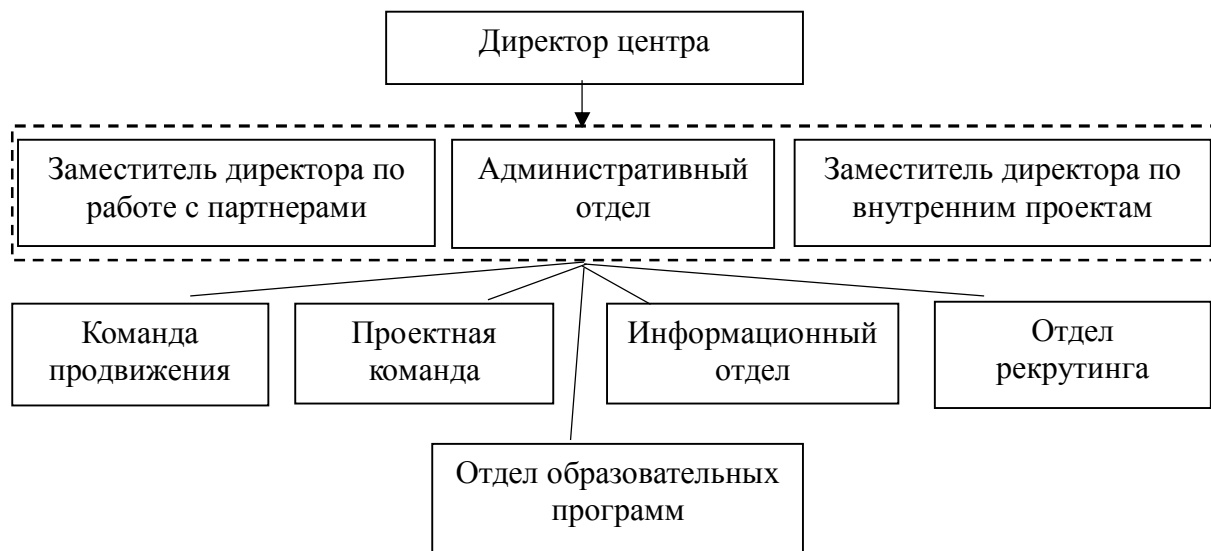 Директор центра
Заместитель директора по
работе с партнерами
Административный
отдел
Заместитель директора по
внутренним проектам
Команда
продвижения
Проектная
команда
Информационный
отдел
Отдел
рекрутинга
Отдел образовательных
программ